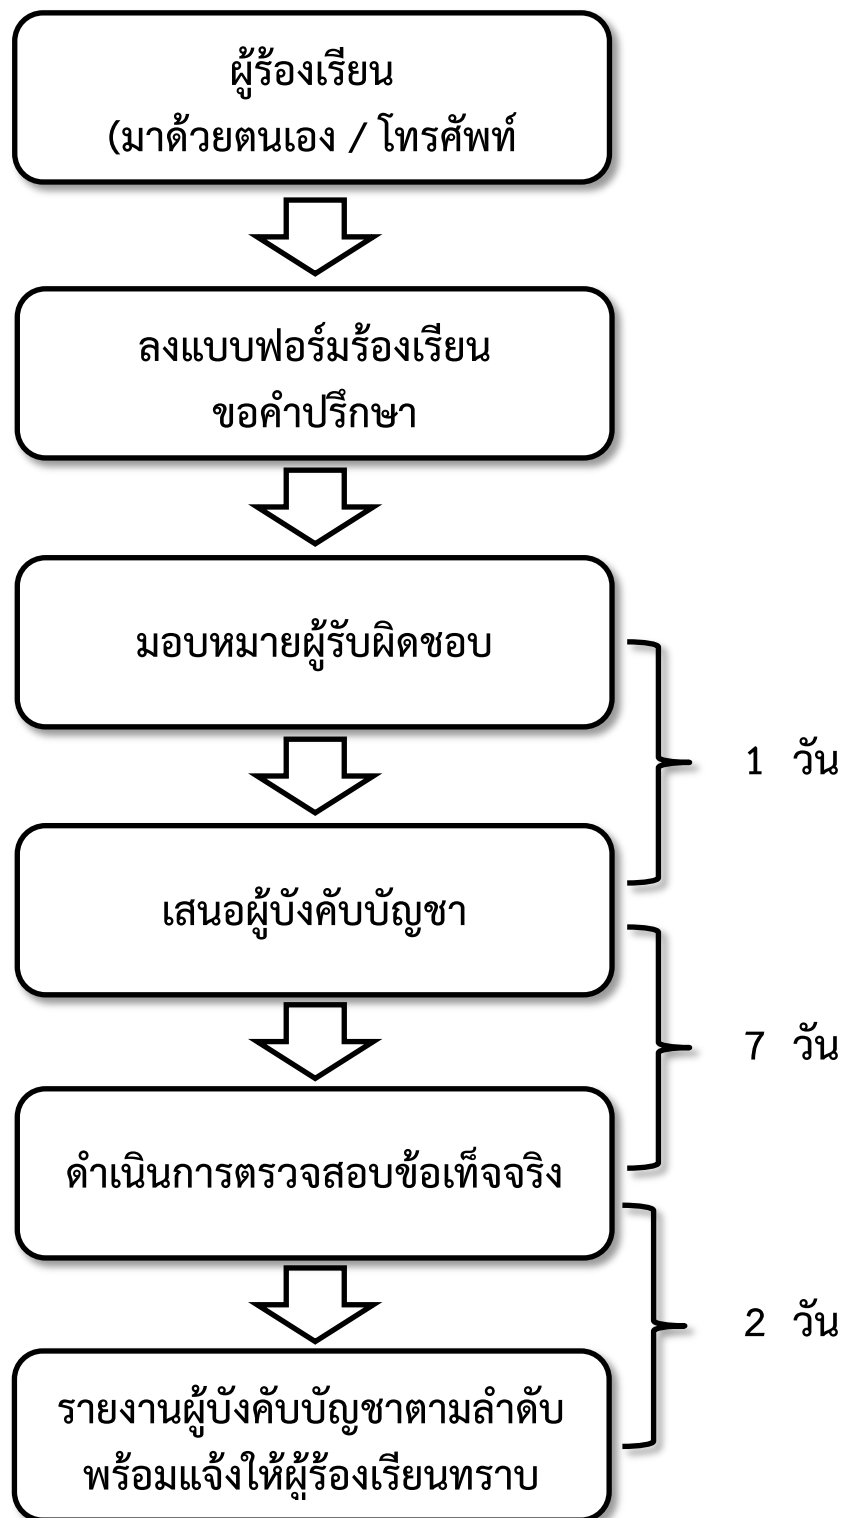 ผู้ร้องเรียน
(มาด้วยตนเอง / โทรศัพท์
ลงแบบฟอร์มร้องเรียน
ขอคำปรึกษา
มอบหมายผู้รับผิดชอบ
1 วัน
เสนอผู้บังคับบัญชา
7 วัน
ดำเนินการตรวจสอบข้อเท็จจริง
2 วัน
รายงานผู้บังคับบัญชาตามลำดับ
พร้อมแจ้งให้ผู้ร้องเรียนทราบ